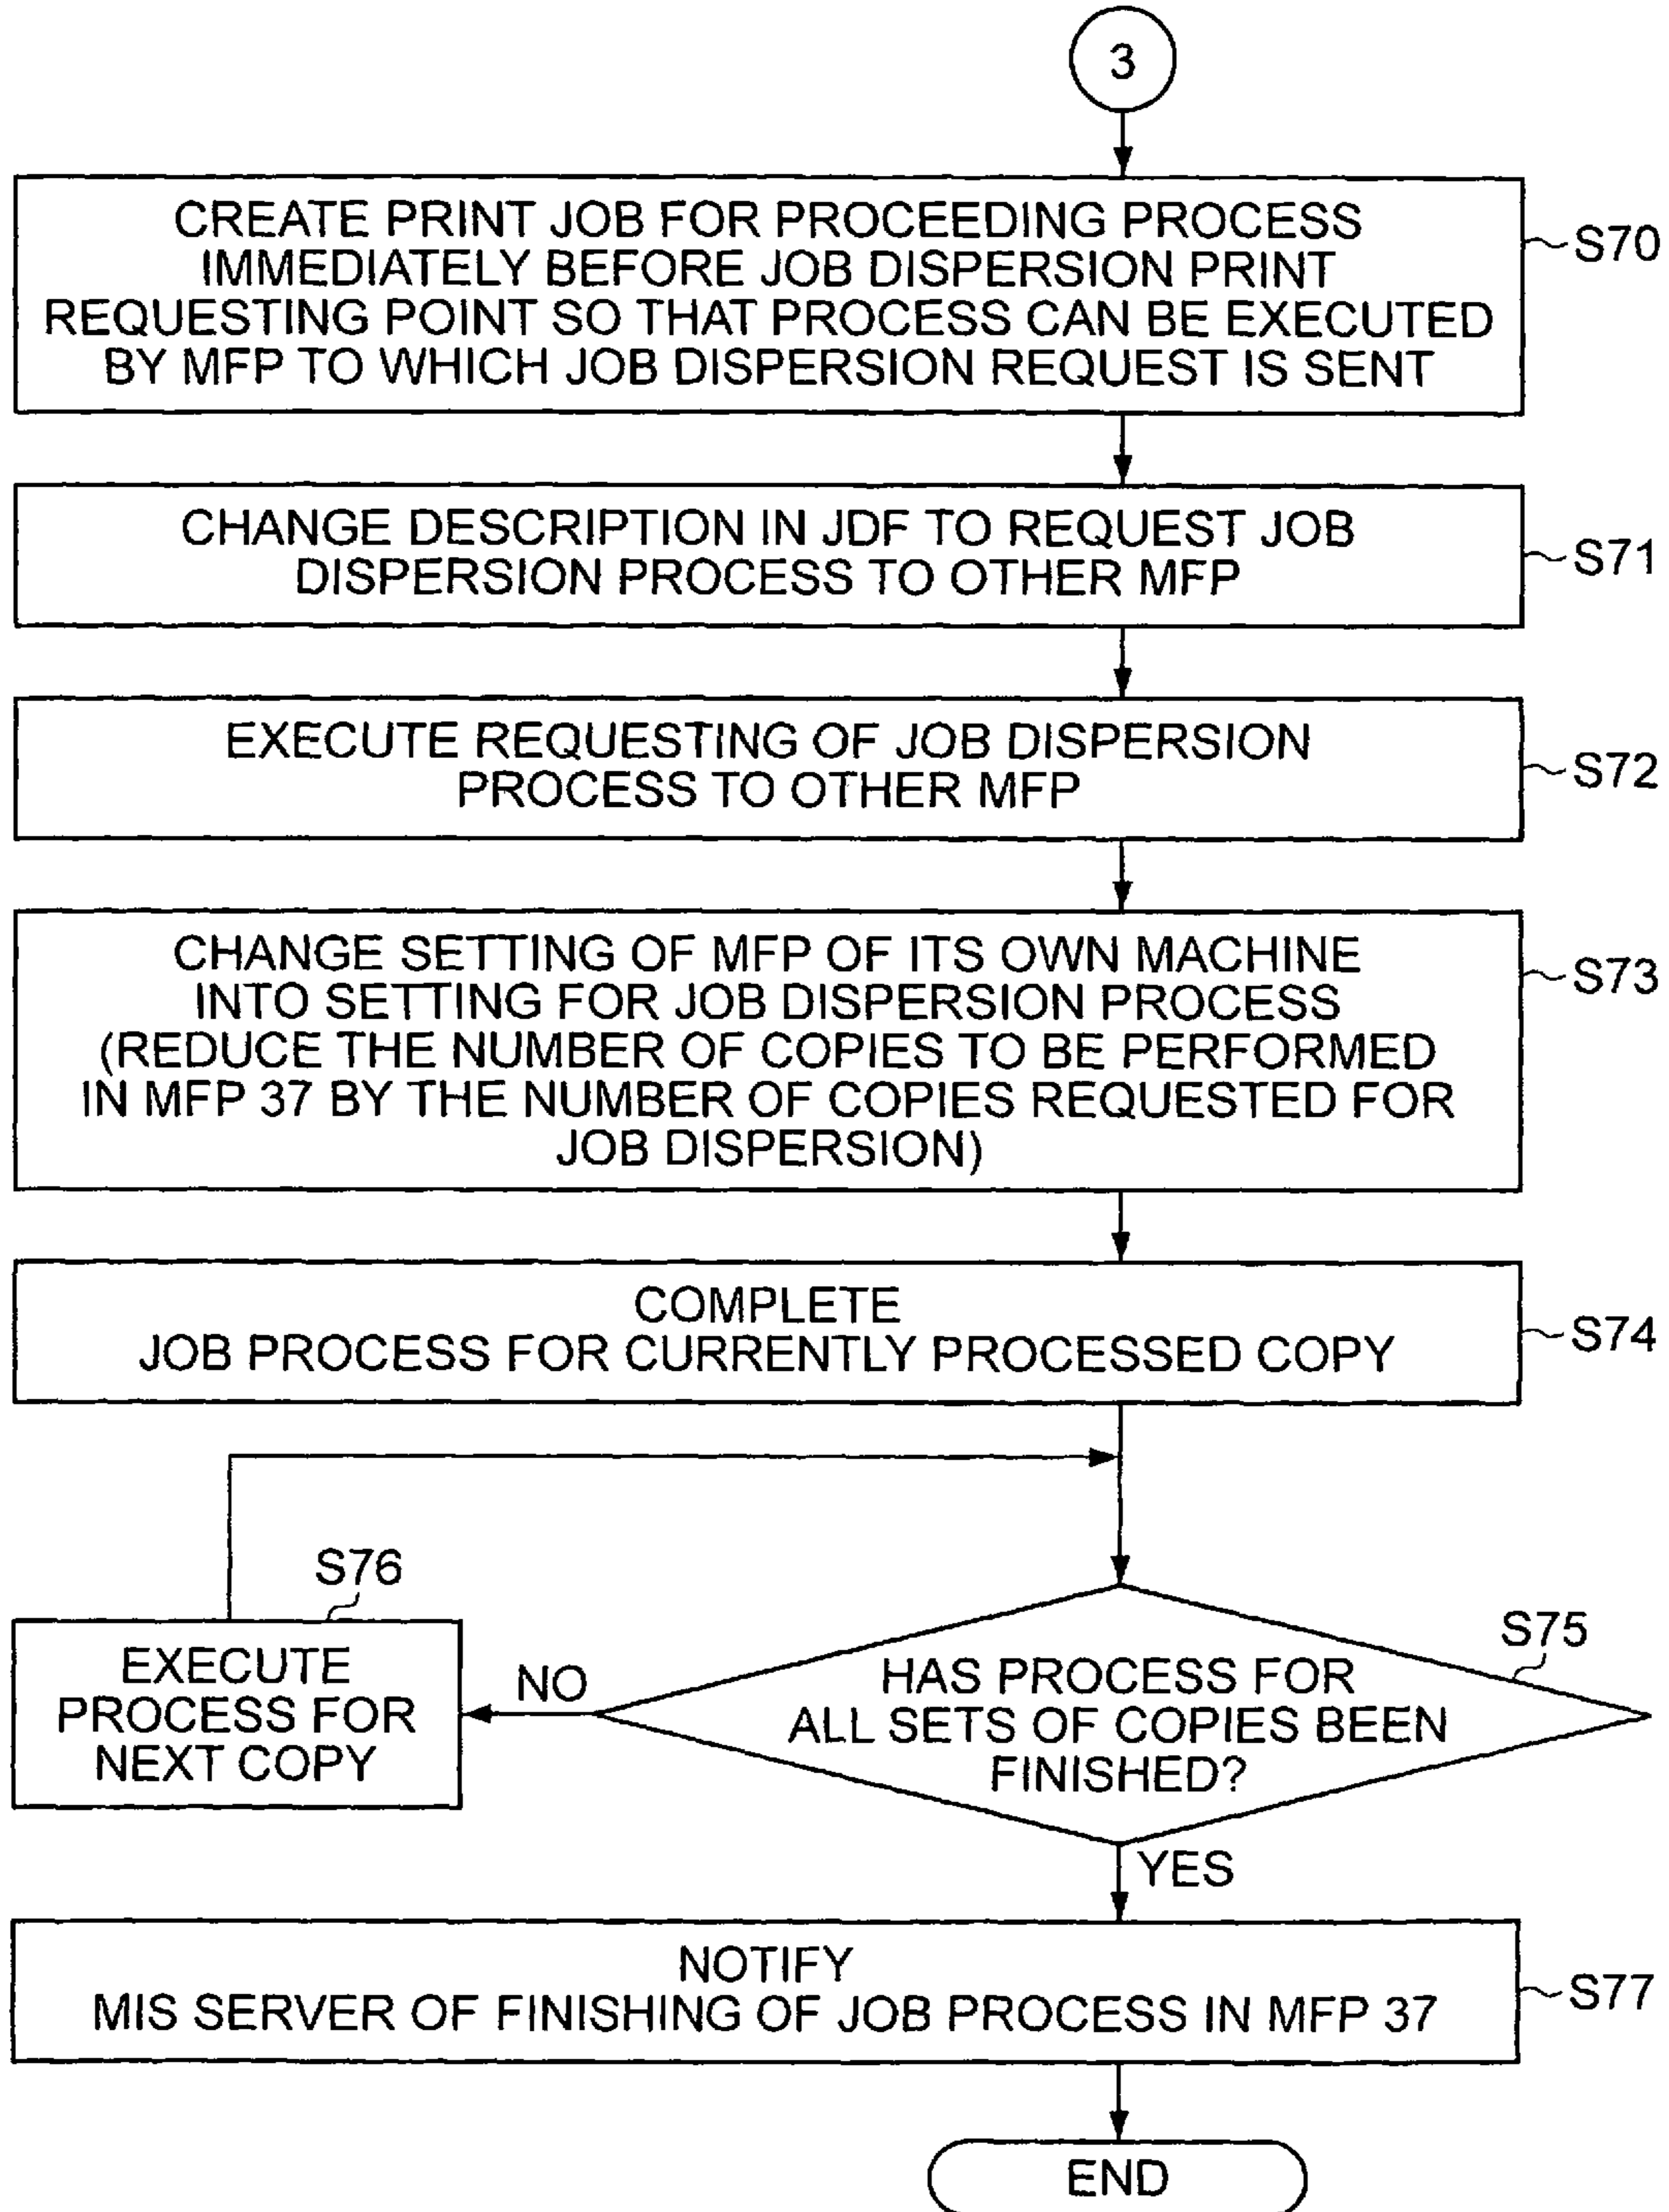 3
CREATE PRINT JOB FOR PROCEEDING PROCESS
IMMEDIATELY BEFORE JOB DISPERSION PRINT
REQUESTING POINT SO THAT PROCESS CAN BE EXECUTED
BY MFP TO WHICH JOB DISPERSION REQUEST IS SENT
S70
CHANGE DESCRIPTION IN JDF TO REQUEST JOB
DISPERSION PROCESS TO OTHER MFP
S71
EXECUTE REQUESTING OF JOB DISPERSION
PROCESS TO OTHER MFP
S72
CHANGE SETTING OF MFP OF ITS OWN MACHINE
INTO SETTING FOR JOB DISPERSION PROCESS
(REDUCE THE NUMBER OF COPIES TO BE PERFORMED
IN MFP 37 BY THE NUMBER OF COPIES REQUESTED FOR
JOB DISPERSION)
S73
COMPLETE
JOB PROCESS FOR CURRENTLY PROCESSED COPY
S74
S76
EXECUTE
PROCESS FOR
NEXT COPY
NO
S75
HAS PROCESS FOR
ALL SETS OF COPIES BEEN
FINISHED?
YES
NOTIFY
MIS SERVER OF FINISHING OF JOB PROCESS IN MFP 37
S77
END